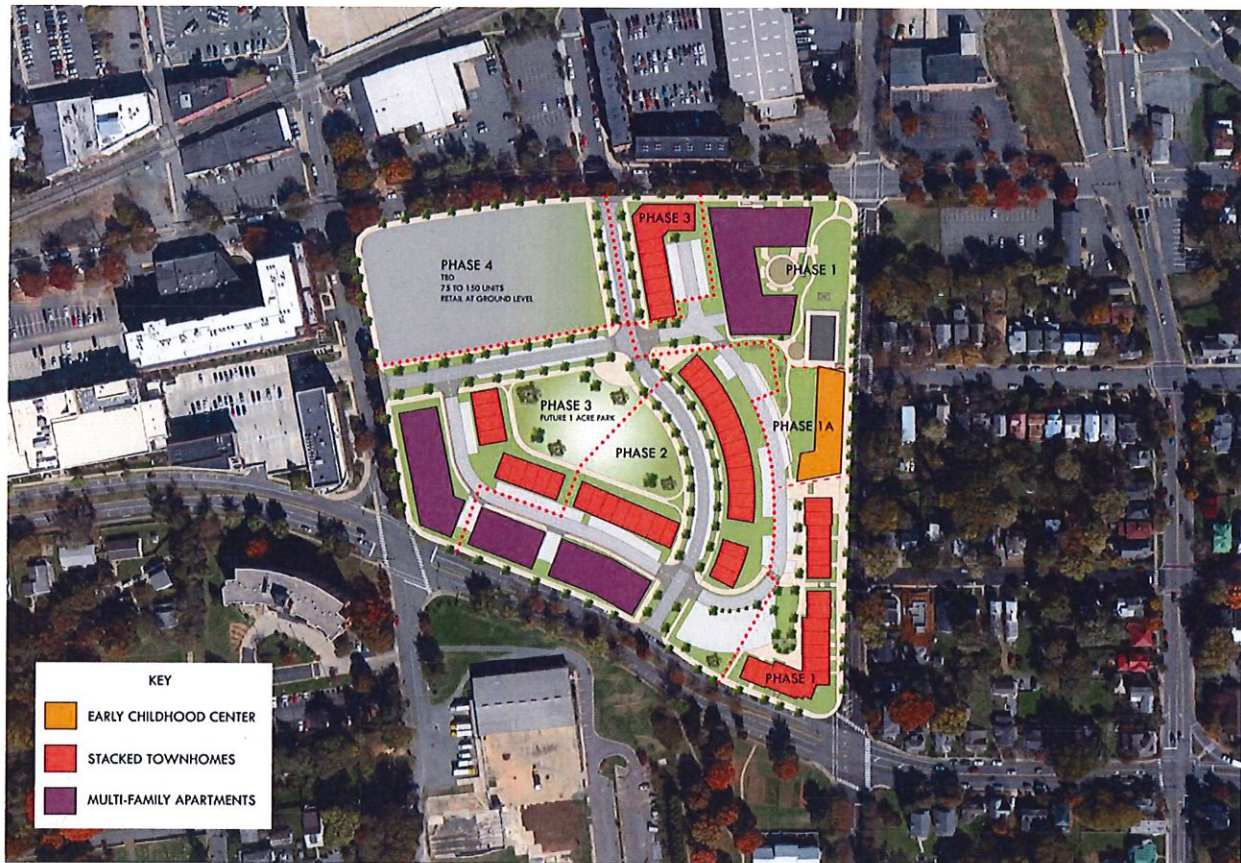 PHASE 3
PHASE 4
TBD
75 TO 150 UNITS
RETAIL AT GROUND LEVEL
PHASE 1
PHASE 3
FUTURE 1 ACRE PARK
PHASE 1A
PHASE 2
PHASE 1
KEY
EARLY CHILDHOOD CENTER
STACKED TOWNHOMES
MULTI-FAMILY APARTMENTS